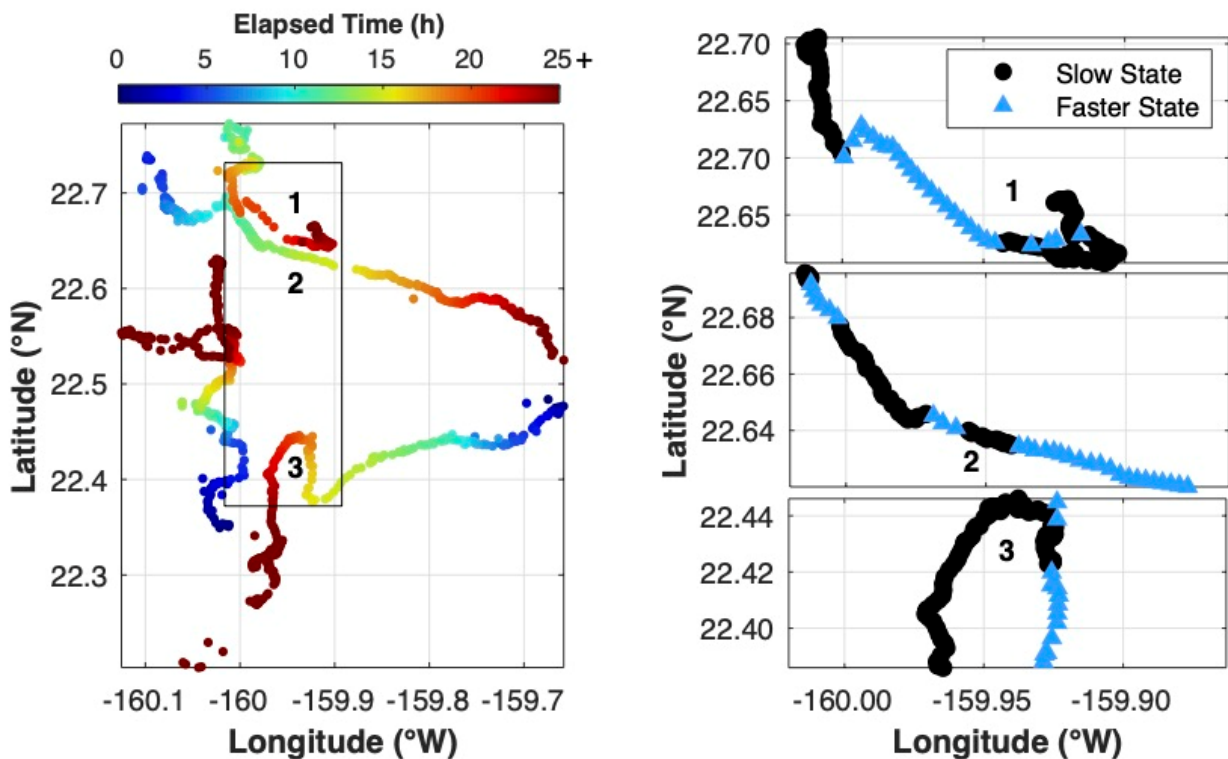 Elapsed Time (h)
0 5 10 15 20 25+
22.7
22.6
22.5
22.4
22.3
Latitude (°N)
1
2
3
-160.1 -160 -159.9 -159.8 -159.7
Longitude (°W)
22.70
22.65
22.70
22.65
Slow State
Faster State
1
22.68
22.66
22.64
2
22.44
22.42
22.40
3
Latitude (°N)
-160.00 -159.95 -159.90
Longitude (°W)